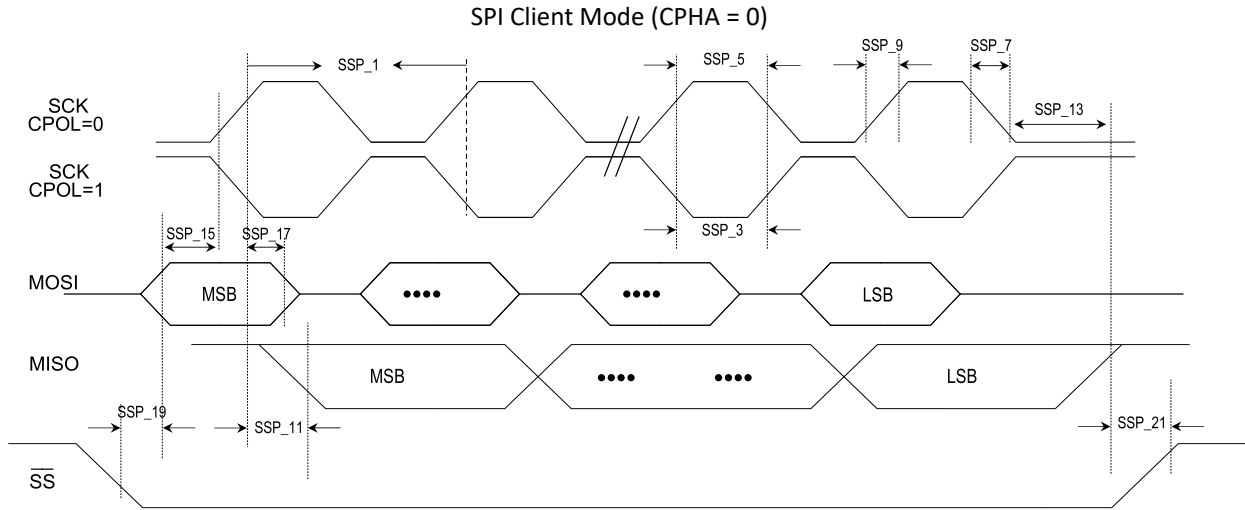 SPI Client Mode (CPHA = 0)
SSP_1
SSP_5
SSP_9
SSP_7
SCK
CPOL=0
SSP_13
SCK
CPOL=1
SSP_15
SSP_17
SSP_3
MOSI
MSB
••••
••••
LSB
MISO
MSB
••••
••••
LSB
SSP_19
SSP_11
SSP_21
SS